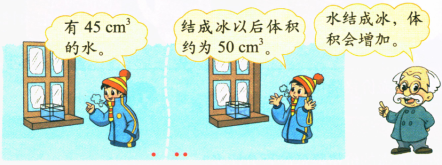 有 45 cm³
的水。
结成冰以后体积
约为 50 cm³。
水结成冰，体
积会增加。